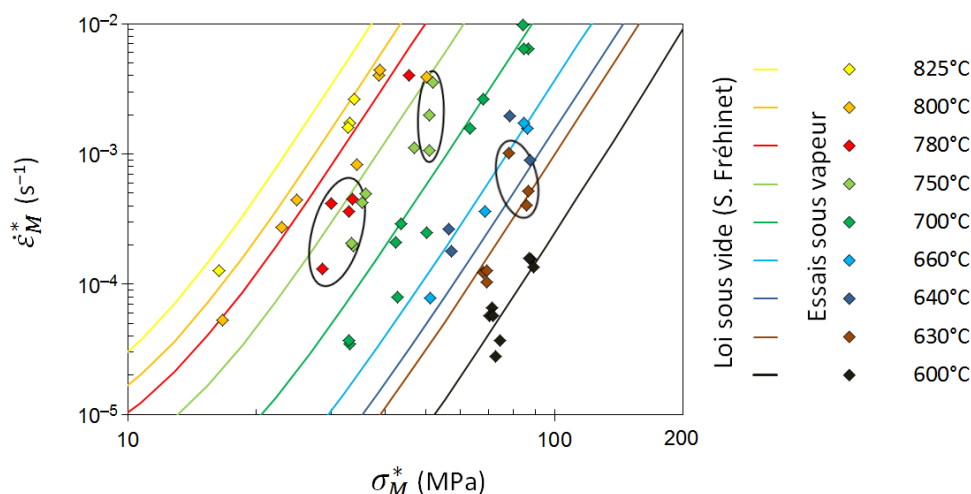 10⁻²
10⁻³
10⁻⁴
10⁻⁵
ε̇*M (s⁻¹)
10
100
200
σ*M (MPa)
Loi sous vide (S. Fréhinet)
Essais sous vapeur
825°C
800°C
780°C
750°C
700°C
660°C
640°C
630°C
600°C